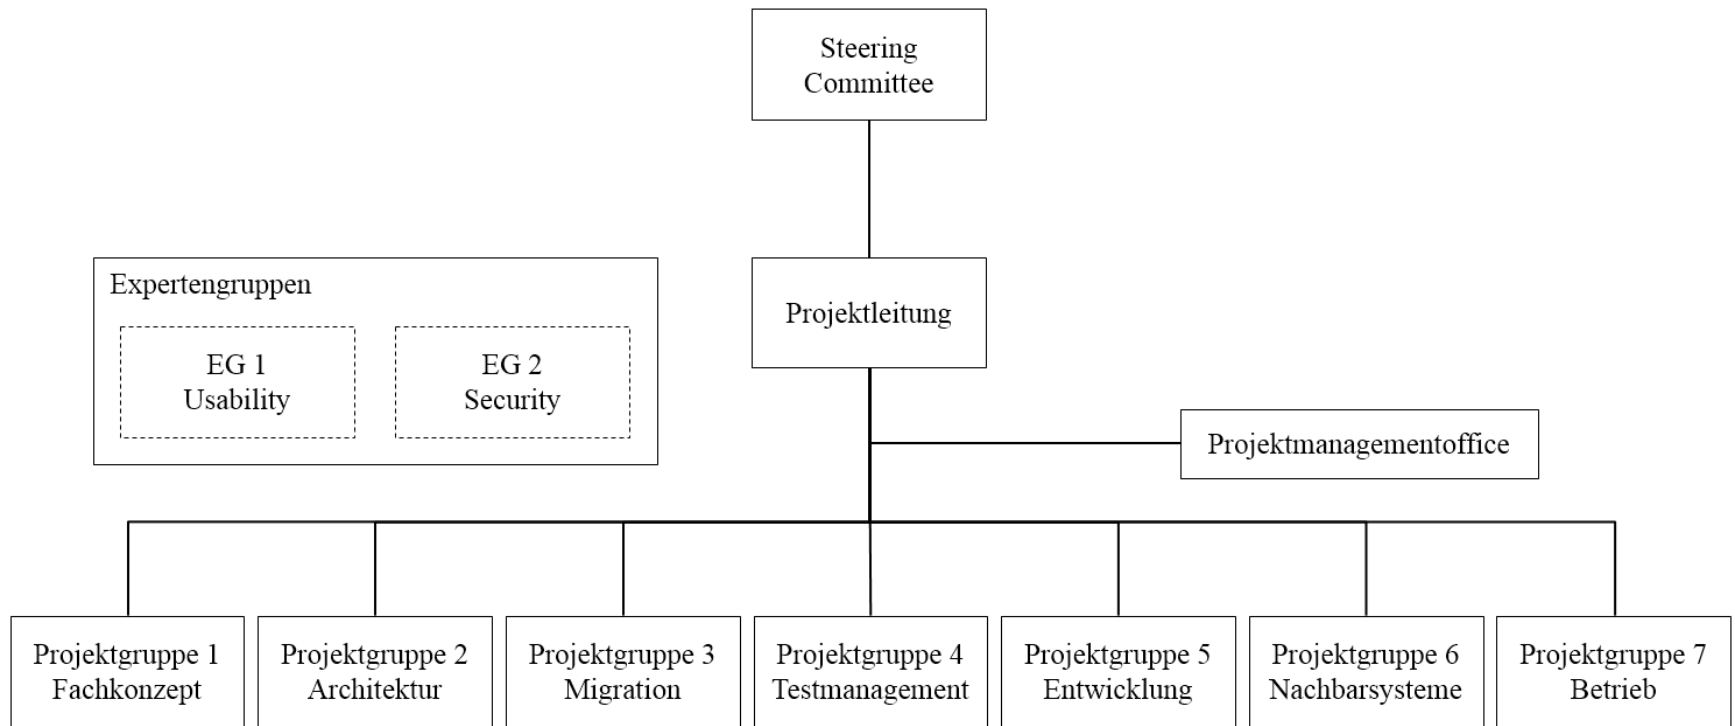 Steering
Committee
Expertengruppen
EG 1
Usability
EG 2
Security
Projektleitung
Projektmanagementoffice
Projektgruppe 1
Fachkonzept
Projektgruppe 2
Architektur
Projektgruppe 3
Migration
Projektgruppe 4
Testmanagement
Projektgruppe 5
Entwicklung
Projektgruppe 6
Nachbarsysteme
Projektgruppe 7
Betrieb